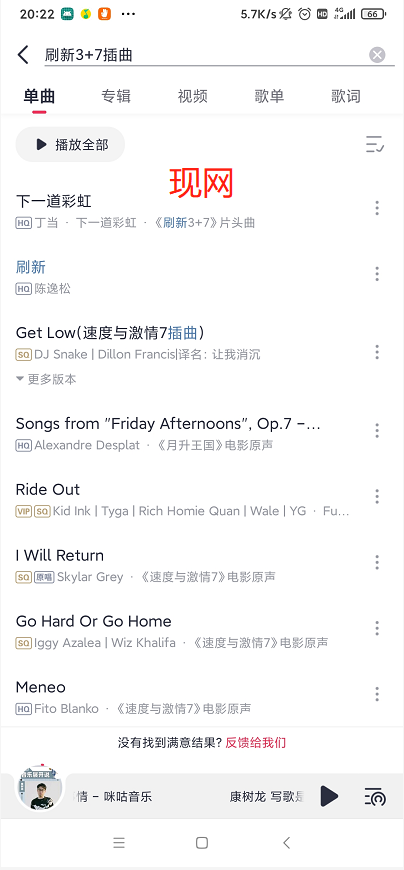 20:22
5.7K/s HD 4G 66
刷新3+7插曲
单曲 专辑 视频 歌单 歌词
播放全部
现网
下一道彩虹
HQ 丁当 · 下一道彩虹 · 《刷新3+7》片头曲
刷新
HQ 陈逸松
Get Low(速度与激情7插曲)
SQ DJ Snake | Dillon Francis|译名: 让我消沉
更多版本
Songs from "Friday Afternoons", Op.7 –...
HQ Alexandre Desplat · 《月升王国》电影原声
Ride Out
VIP SQ Kid Ink | Tyga | Rich Homie Quan | Wale | YG · Fu...
I Will Return
SQ 原唱 Skylar Grey · 《速度与激情7》电影原声
Go Hard Or Go Home
SQ Iggy Azalea | Wiz Khalifa · 《速度与激情7》电影原声
Meneo
HQ Fito Blanko · 《速度与激情7》电影原声
没有找到满意结果? 反馈给我们
情 – 咪咕音乐 康树龙 写歌是